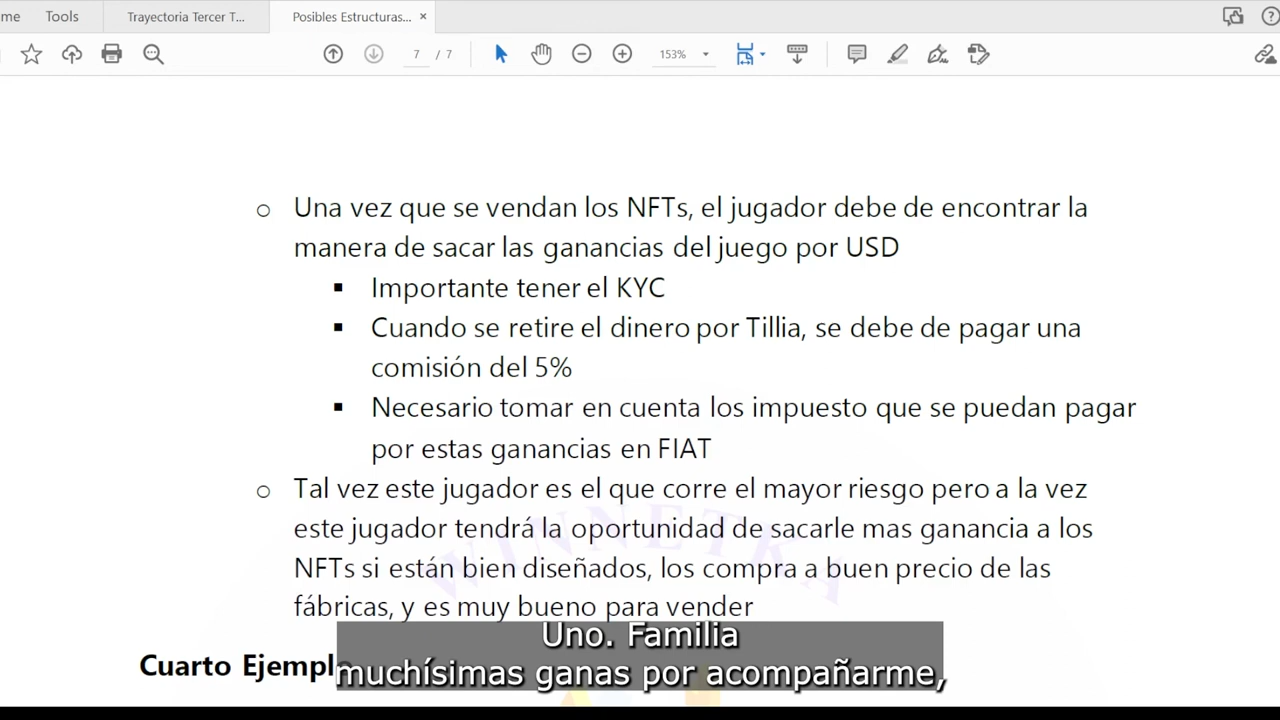 me Tools Trayectoria Tercer T... Posibles Estructuras... ×
7 / 7 153%
o Una vez que se vendan los NFTs, el jugador debe de encontrar la
manera de sacar las ganancias del juego por USD
▪ Importante tener el KYC
▪ Cuando se retire el dinero por Tillia, se debe de pagar una
comisión del 5%
▪ Necesario tomar en cuenta los impuesto que se puedan pagar
por estas ganancias en FIAT
o Tal vez este jugador es el que corre el mayor riesgo pero a la vez
este jugador tendrá la oportunidad de sacarle mas ganancia a los
NFTs si están bien diseñados, los compra a buen precio de las
fábricas, y es muy bueno para vender
WINNETKA
Uno. Familia
Cuarto Ejempl
muchísimas ganas por acompañarme,